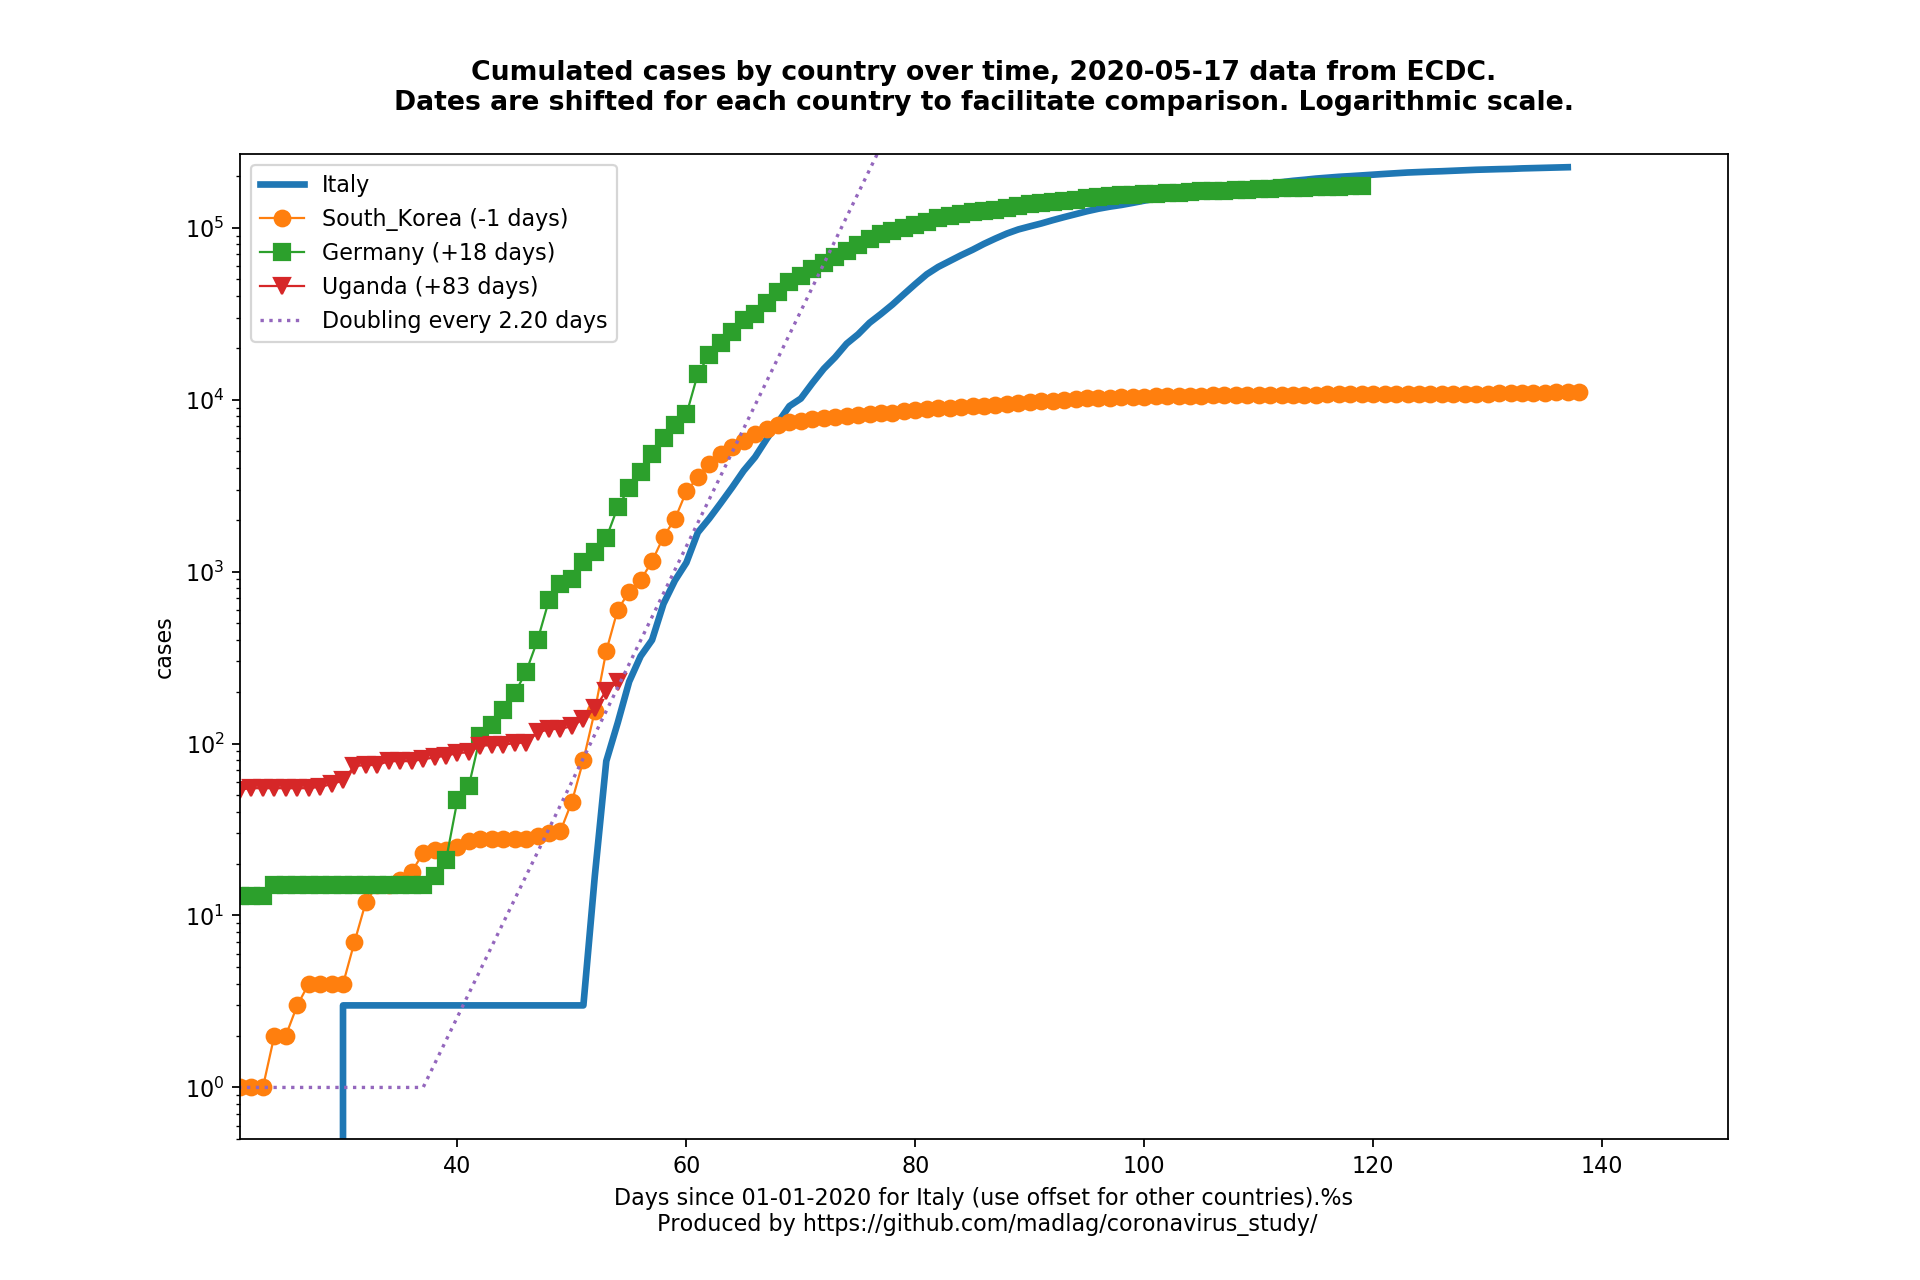 Cumulated cases by country over time, 2020-05-17 data from ECDC.
Dates are shifted for each country to facilitate comparison. Logarithmic scale.
Italy
South_Korea (-1 days)
Germany (+18 days)
Uganda (+83 days)
Doubling every 2.20 days
cases
10^5
10^4
10^3
10^2
10^1
10^0
40 60 80 100 120 140
Days since 01-01-2020 for Italy (use offset for other countries).%s
Produced by https://github.com/madlag/coronavirus_study/